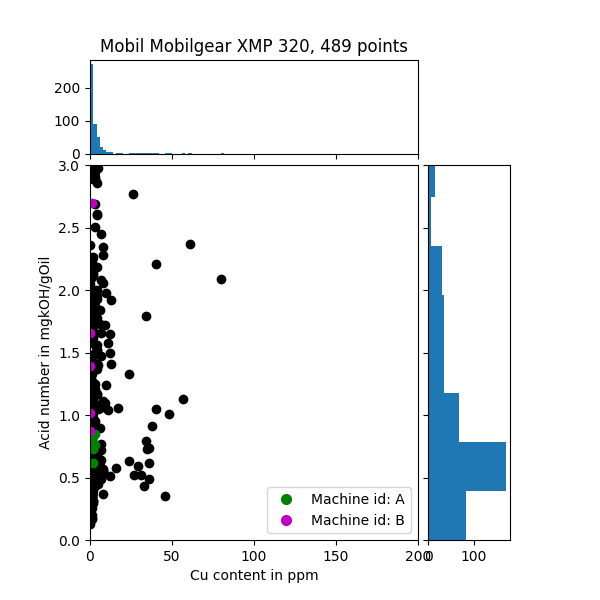 Mobil Mobilgear XMP 320, 489 points
200
100
0
3.0
2.5
2.0
1.5
1.0
0.5
0.0
Acid number in mgkOH/gOil
Machine id: A
Machine id: B
0 50 100 150 200 0 100
Cu content in ppm